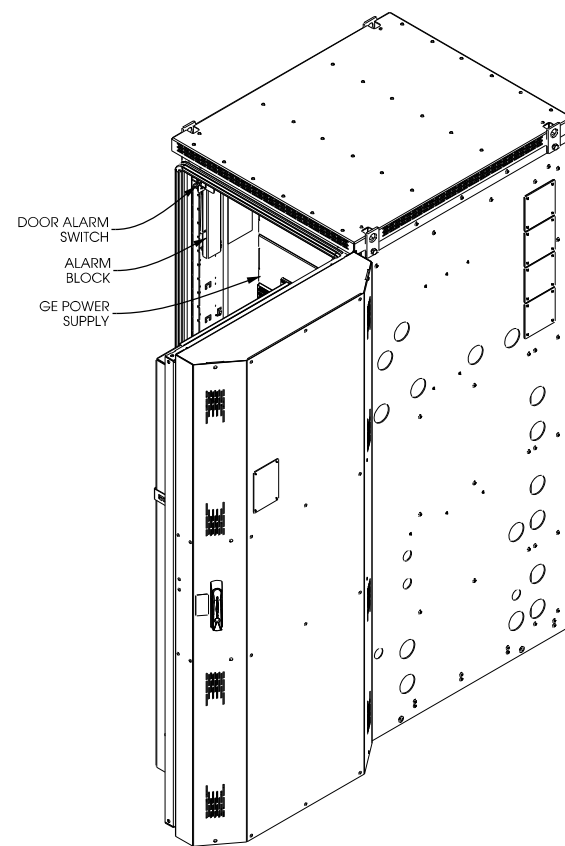 DOOR ALARM
SWITCH
ALARM
BLOCK
GE POWER
SUPPLY